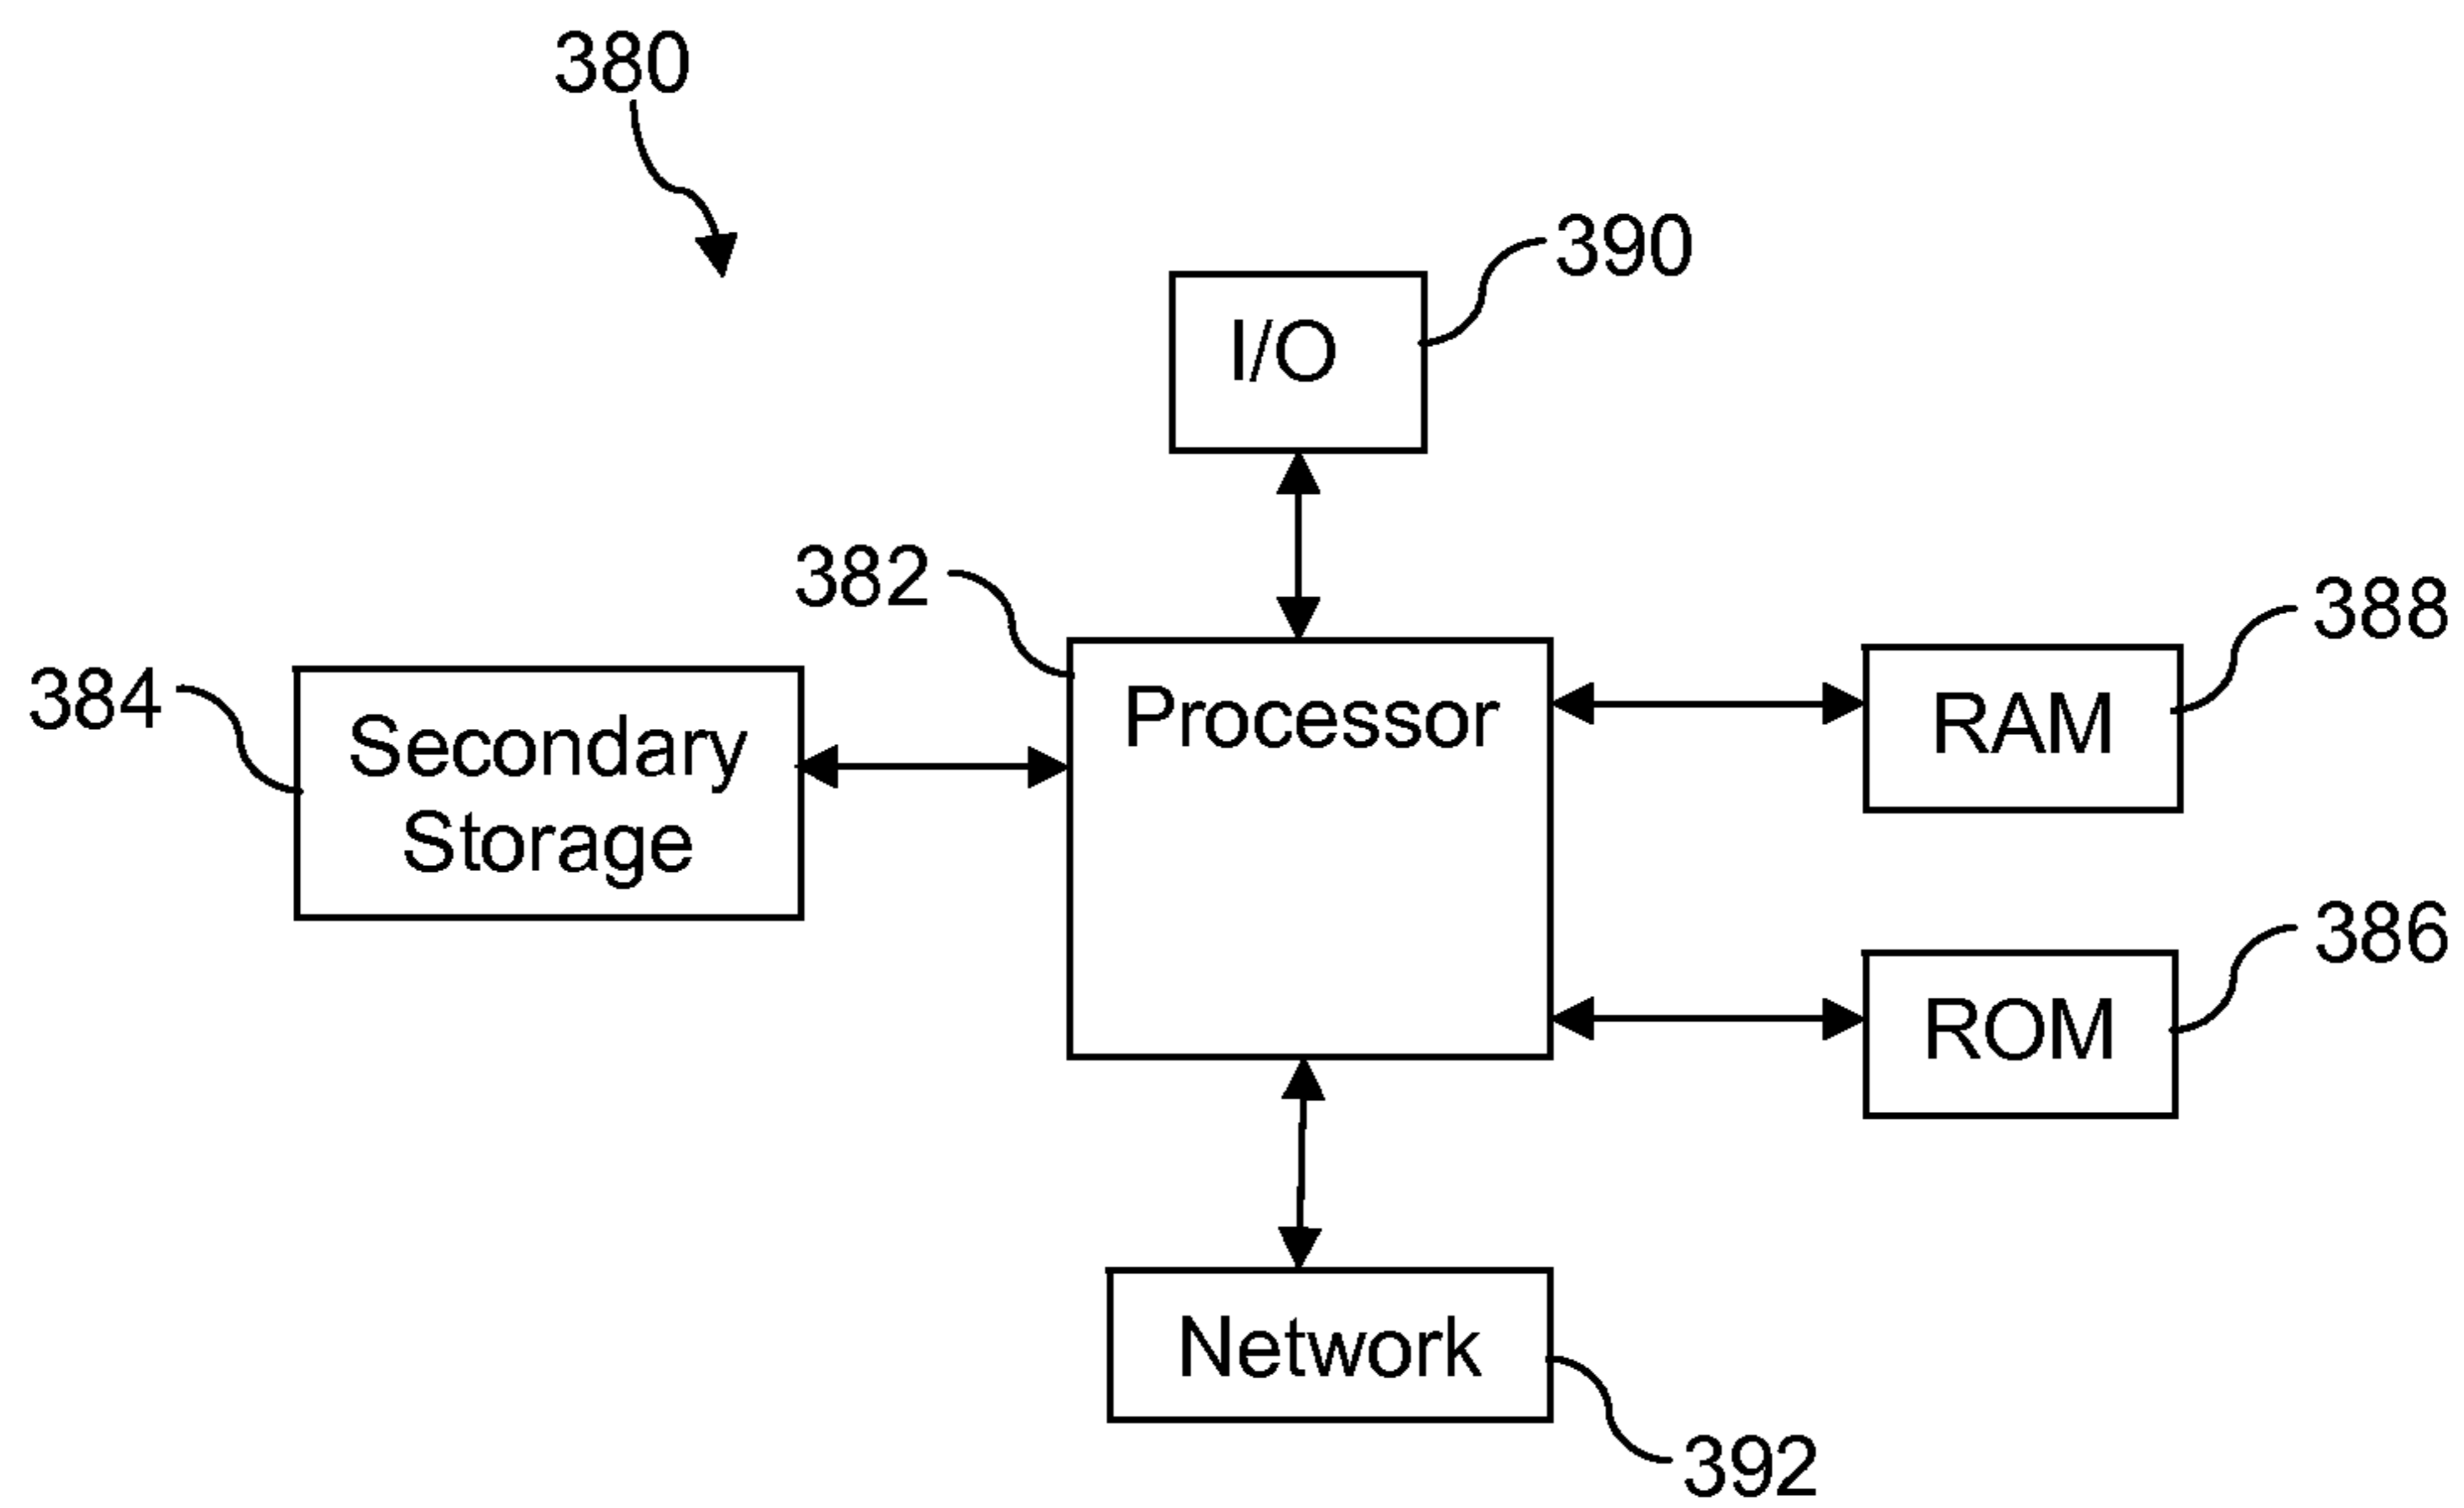 380
390
I/O
382
388
384
Processor
RAM
Secondary
Storage
386
ROM
Network
392